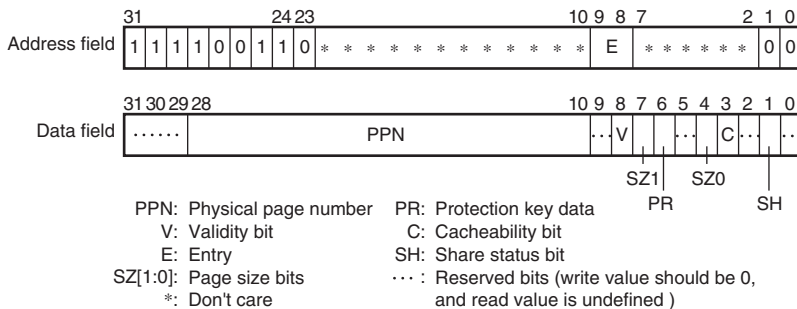 31 24 23 10 9 8 7 2 1 0
Address field 1 1 1 1 0 0 1 1 0 * * * * * * * * * * * * * * E * * * * * * 0 0
31 30 29 28 10 9 8 7 6 5 4 3 2 1 0
Data field ...... PPN ... V ... C ... ...
SZ1 SZ0
PR SH
PPN: Physical page number PR: Protection key data
V: Validity bit C: Cacheability bit
E: Entry SH: Share status bit
SZ[1:0]: Page size bits ... : Reserved bits (write value should be 0,
*: Don't care and read value is undefined )